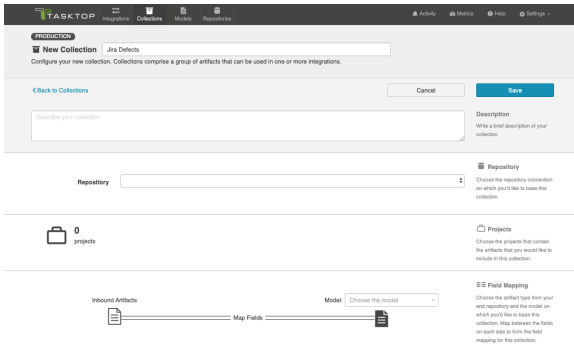 TASKTOP
Integrations
Collections
Models
Repositories
Activity
Metrics
Help
Settings
PRODUCTION
New Collection
Jira Defects
Configure your new collection. Collections comprise a group of artifacts that can be used in one or more integrations.
Back to Collections
Cancel
Save
Describe your collection
Description
Write a brief description of your
collection
Repository
Repository
Choose the repository connection
on which you'd like to base this
collection.
0
projects
Projects
Choose the projects that contain
the artifacts that you would like to
include in this collection.
Inbound Artifacts
Model:
Choose the model
Map Fields
Field Mapping
Choose the artifact type from your
end repository and the model on
which you'd like to base this
collection. Map between the fields
on each side to form the field
mapping for this collection.